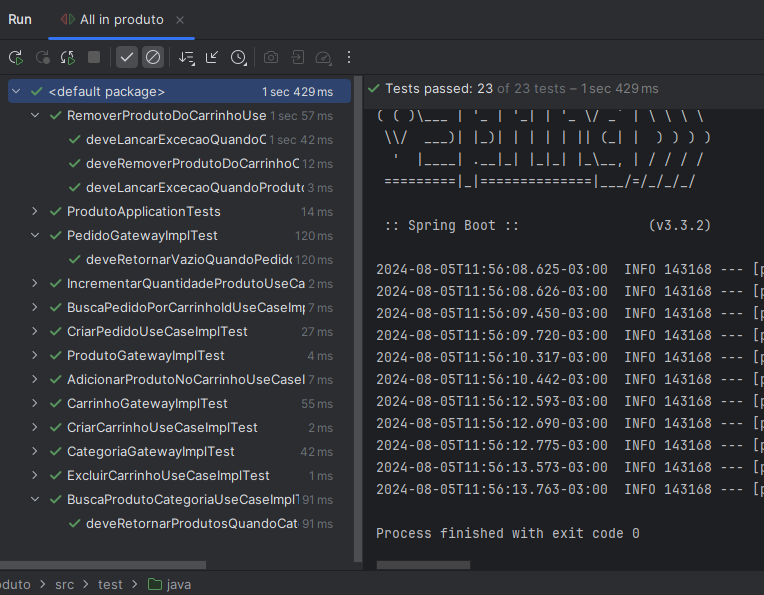 Run
All in produto
<default package> 1 sec 429 ms
RemoverProdutoDoCarrinhoUse 1 sec 57 ms
deveLancarExcecaoQuandoC 1 sec 42 ms
deveRemoverProdutoDoCarrinhoC 12 ms
deveLancarExcecaoQuandoProduto 3 ms
ProdutoApplicationTests 14 ms
PedidoGatewayImplTest 120 ms
deveRetornarVazioQuandoPedido 120 ms
IncrementarQuantidadeProdutoUseCa 2 ms
BuscaPedidoPorCarrinhoIdUseCaseImp 7 ms
CriarPedidoUseCaseImplTest 27 ms
ProdutoGatewayImplTest 4 ms
AdicionarProdutoNoCarrinhoUseCaseI 7 ms
CarrinhoGatewayImplTest 55 ms
CriarCarrinhoUseCaseImplTest 2 ms
CategoriaGatewayImplTest 42 ms
ExcluirCarrinhoUseCaseImplTest 1 ms
BuscaProdutoCategoriaUseCaseImplT 91 ms
deveRetornarProdutosQuandoCat 91 ms
Tests passed: 23 of 23 tests – 1 sec 429 ms
( ( )\___ | '_ | '_| | '_ \/ _` | \ \ \ \
\\/  ___)| |_)| | | | | || (_| |  ) ) ) )
'  |____| .__|_| |_|_| |_\__, | / / / /
=========|_|==============|___/=/_/_/_/
:: Spring Boot :: (v3.3.2)
2024-08-05T11:56:08.625-03:00  INFO 143168 --- [p
2024-08-05T11:56:08.626-03:00  INFO 143168 --- [p
2024-08-05T11:56:09.450-03:00  INFO 143168 --- [p
2024-08-05T11:56:09.720-03:00  INFO 143168 --- [p
2024-08-05T11:56:10.317-03:00  INFO 143168 --- [p
2024-08-05T11:56:10.442-03:00  INFO 143168 --- [p
2024-08-05T11:56:12.593-03:00  INFO 143168 --- [p
2024-08-05T11:56:12.690-03:00  INFO 143168 --- [p
2024-08-05T11:56:12.775-03:00  INFO 143168 --- [p
2024-08-05T11:56:13.573-03:00  INFO 143168 --- [p
2024-08-05T11:56:13.763-03:00  INFO 143168 --- [p
Process finished with exit code 0
oduto > src > test > java